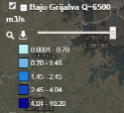 Bajo Grijalva Q~6500
m3/s
0.0001 - 0.70
0.70 - 1.45
1.45 - 2.45
2.45 - 4.04
4.04 - 10.20